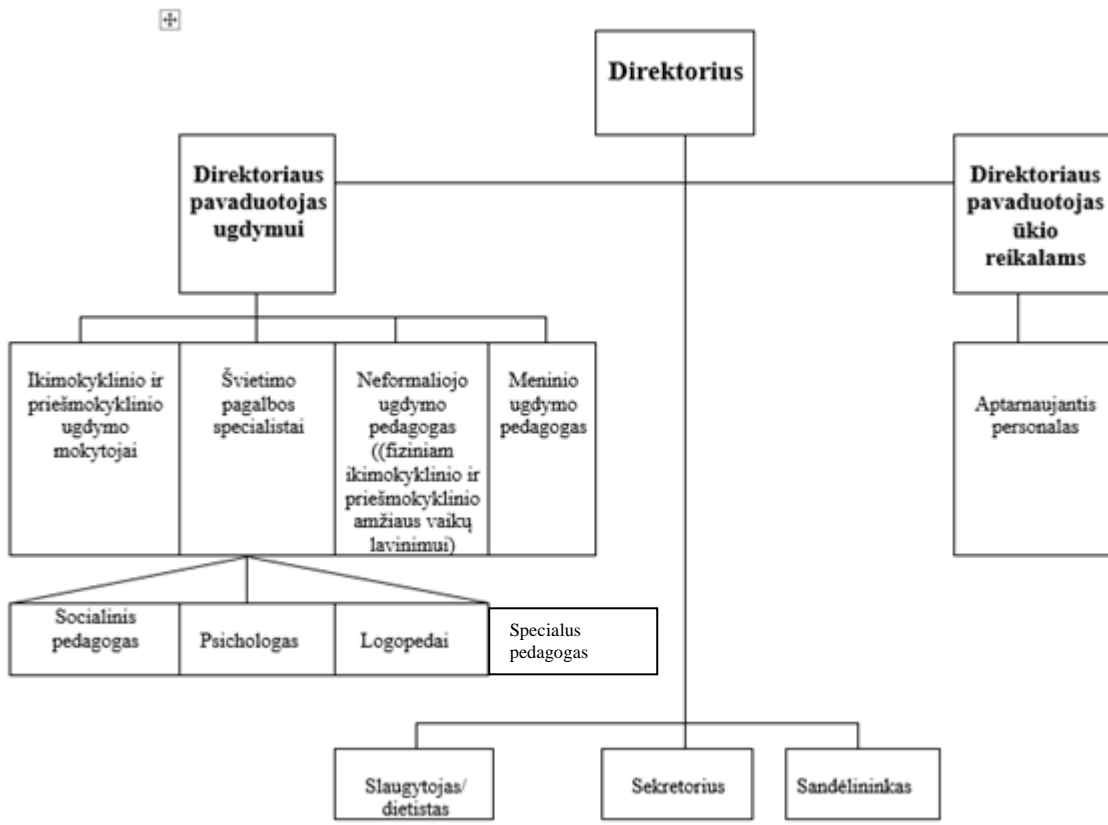 Direktorius
Direktoriaus
pavaduotojas
ugdymui
Direktoriaus
pavaduotojas
ūkio
reikalams
Ikimokyklinio ir
priešmokyklinio
ugdymo
mokytojai
Švietimo
pagalbos
specialistai
Neformaliojo
ugdymo
pedagogas
((fiziniam
ikimokyklinio ir
priešmokyklinio
amžiaus vaikų
lavinimui)
Meninio
ugdymo
pedagogas
Aptarnaujantis
personalas
Socialinis
pedagogas
Psichologas
Logopedai
Specialus
pedagogas
Slaugytojas/
dietistas
Sekretorius
Sandėlininkas